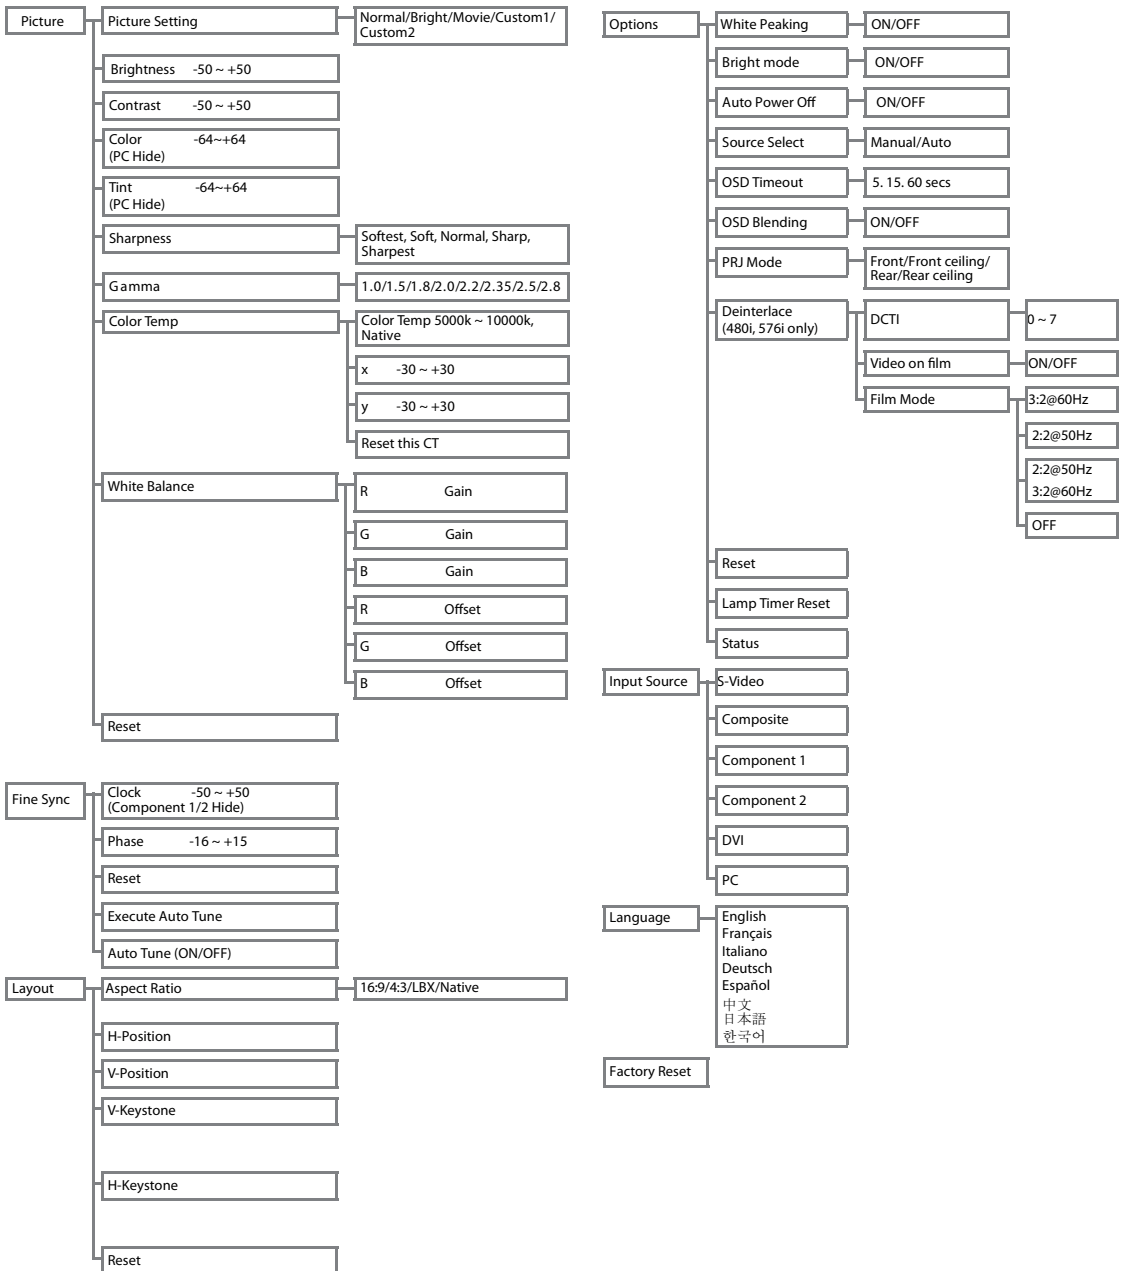 Picture
Picture Setting
Normal/Bright/Movie/Custom1/
Custom2
Brightness -50 ~ +50
Contrast -50 ~ +50
Color -64~+64
(PC Hide)
Tint -64~+64
(PC Hide)
Sharpness
Softest, Soft, Normal, Sharp,
Sharpest
Gamma
1.0/1.5/1.8/2.0/2.2/2.35/2.5/2.8
Color Temp
Color Temp 5000k ~ 10000k,
Native
x -30 ~ +30
y -30 ~ +30
Reset this CT
White Balance
R Gain
G Gain
B Gain
R Offset
G Offset
B Offset
Reset
Fine Sync
Clock -50 ~ +50
(Component 1/2 Hide)
Phase -16 ~ +15
Reset
Execute Auto Tune
Auto Tune (ON/OFF)
Layout
Aspect Ratio
16:9/4:3/LBX/Native
H-Position
V-Position
V-Keystone
H-Keystone
Reset
Options
White Peaking
ON/OFF
Bright mode
ON/OFF
Auto Power Off
ON/OFF
Source Select
Manual/Auto
OSD Timeout
5. 15. 60 secs
OSD Blending
ON/OFF
PRJ Mode
Front/Front ceiling/
Rear/Rear ceiling
Deinterlace
(480i, 576i only)
DCTI
0 ~ 7
Video on film
ON/OFF
Film Mode
3:2@60Hz
2:2@50Hz
2:2@50Hz
3:2@60Hz
OFF
Reset
Lamp Timer Reset
Status
Input Source
S-Video
Composite
Component 1
Component 2
DVI
PC
Language
English
Français
Italiano
Deutsch
Español
中文
日本語
한국어
Factory Reset